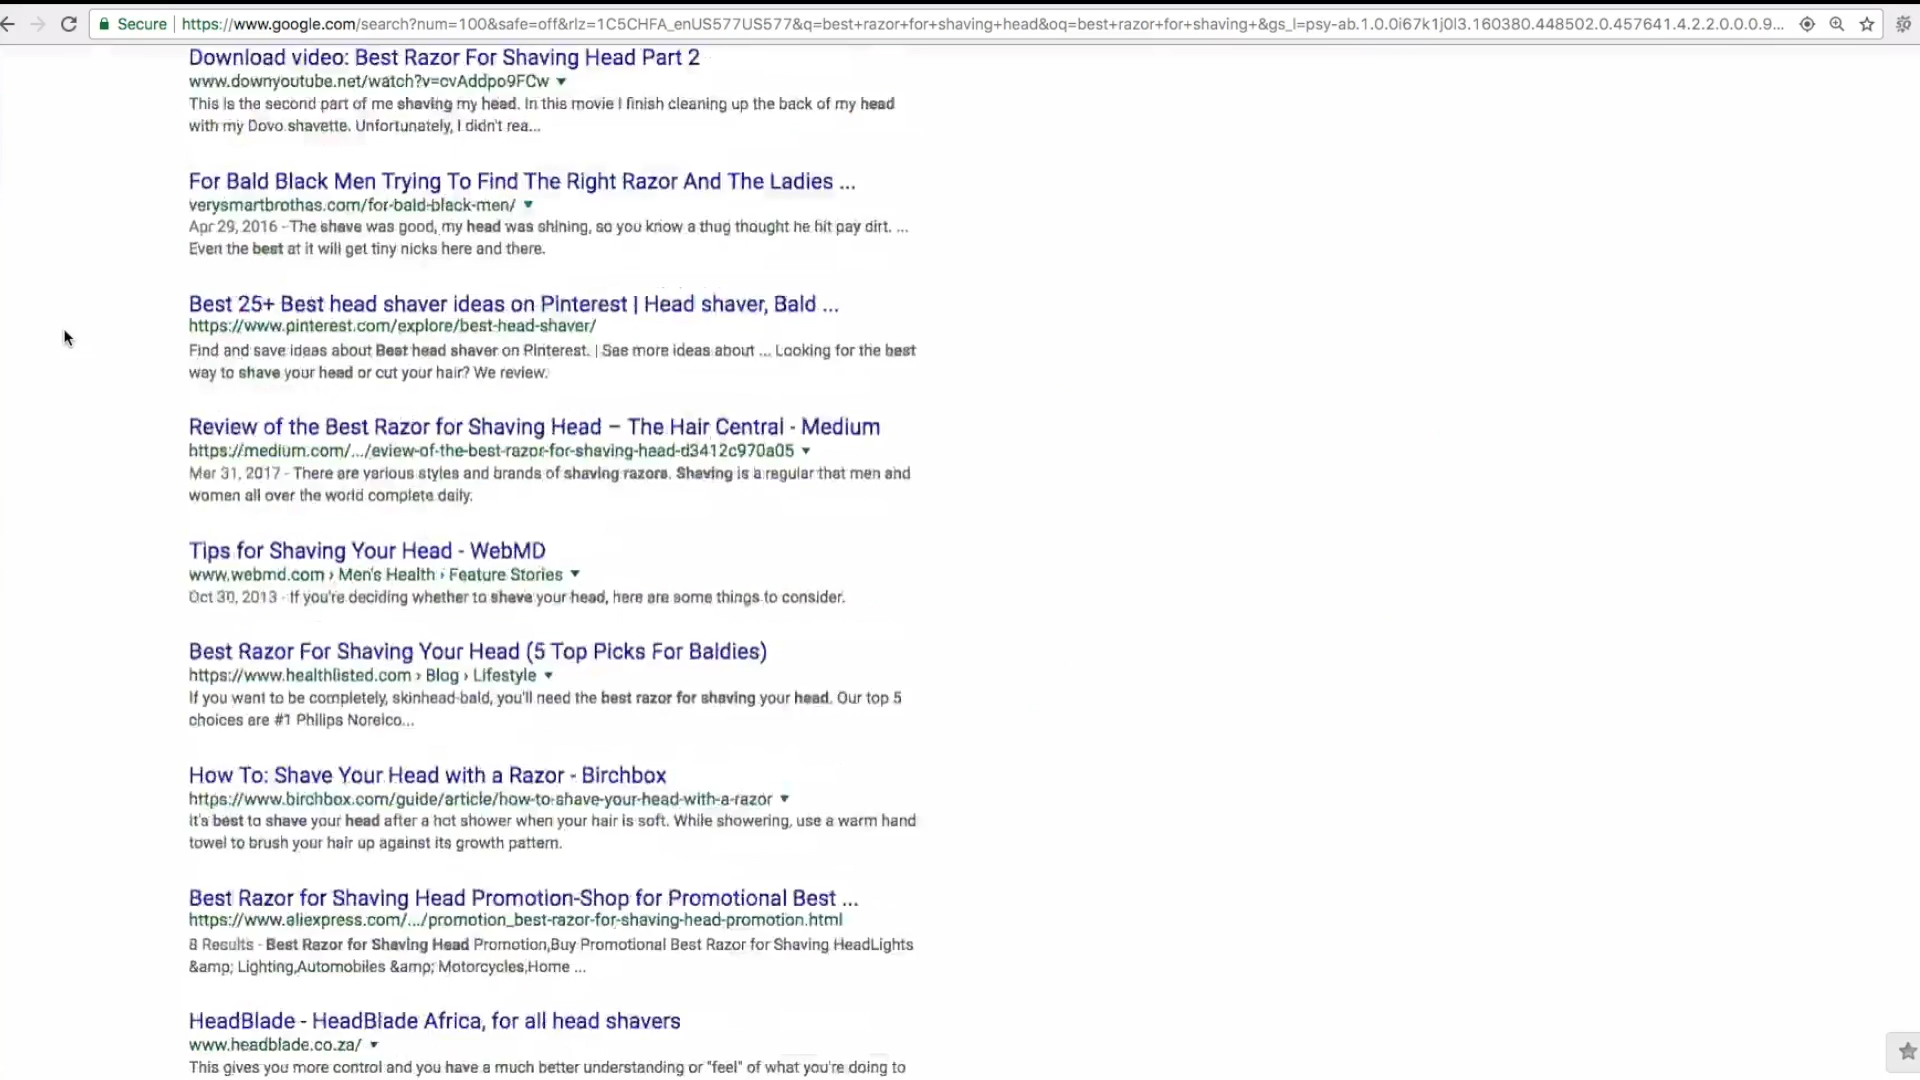 Secure https://www.google.com/search?num=100&safe=off&rlz=1C5CHFA_enUS577US577&q=best+razor+for+shaving+head&oq=best+razor+for+shaving+&gs_l=psy-ab.1.0.0i67k1j0l3.160380.448502.0.457641.4.2.2.0.0.0.9...
Download video: Best Razor For Shaving Head Part 2
www.downyoutube.net/watch?v=cvAddpo9FCw
This is the second part of me shaving my head. In this movie I finish cleaning up the back of my head
with my Dovo shavette. Unfortunately, I didn't rea...
For Bald Black Men Trying To Find The Right Razor And The Ladies ...
verysmartbrothas.com/for-bald-black-men/
Apr 29, 2016 - The shave was good, my head was shining, so you know a thug thought he hit pay dirt. ...
Even the best at it will get tiny nicks here and there.
Best 25+ Best head shaver ideas on Pinterest | Head shaver, Bald ...
https://www.pinterest.com/explore/best-head-shaver/
Find and save ideas about Best head shaver on Pinterest. | See more ideas about ... Looking for the best
way to shave your head or cut your hair? We review.
Review of the Best Razor for Shaving Head – The Hair Central - Medium
https://medium.com/.../eview-of-the-best-razor-for-shaving-head-d3412c970a05
Mar 31, 2017 - There are various styles and brands of shaving razors. Shaving is a regular that men and
women all over the world complete daily.
Tips for Shaving Your Head - WebMD
www.webmd.com › Men's Health › Feature Stories
Oct 30, 2013 - If you're deciding whether to shave your head, here are some things to consider.
Best Razor For Shaving Your Head (5 Top Picks For Baldies)
https://www.healthlisted.com › Blog › Lifestyle
If you want to be completely, skinhead-bald, you'll need the best razor for shaving your head. Our top 5
choices are #1 Philips Norelco...
How To: Shave Your Head with a Razor - Birchbox
https://www.birchbox.com/guide/article/how-to-shave-your-head-with-a-razor
It's best to shave your head after a hot shower when your hair is soft. While showering, use a warm hand
towel to brush your hair up against its growth pattern.
Best Razor for Shaving Head Promotion-Shop for Promotional Best ...
https://www.aliexpress.com/.../promotion_best-razor-for-shaving-head-promotion.html
8 Results - Best Razor for Shaving Head Promotion,Buy Promotional Best Razor for Shaving HeadLights
&amp; Lighting,Automobiles &amp; Motorcycles,Home ...
HeadBlade - HeadBlade Africa, for all head shavers
www.headblade.co.za/
This gives you more control and you have a much better understanding or "feel" of what you're doing to